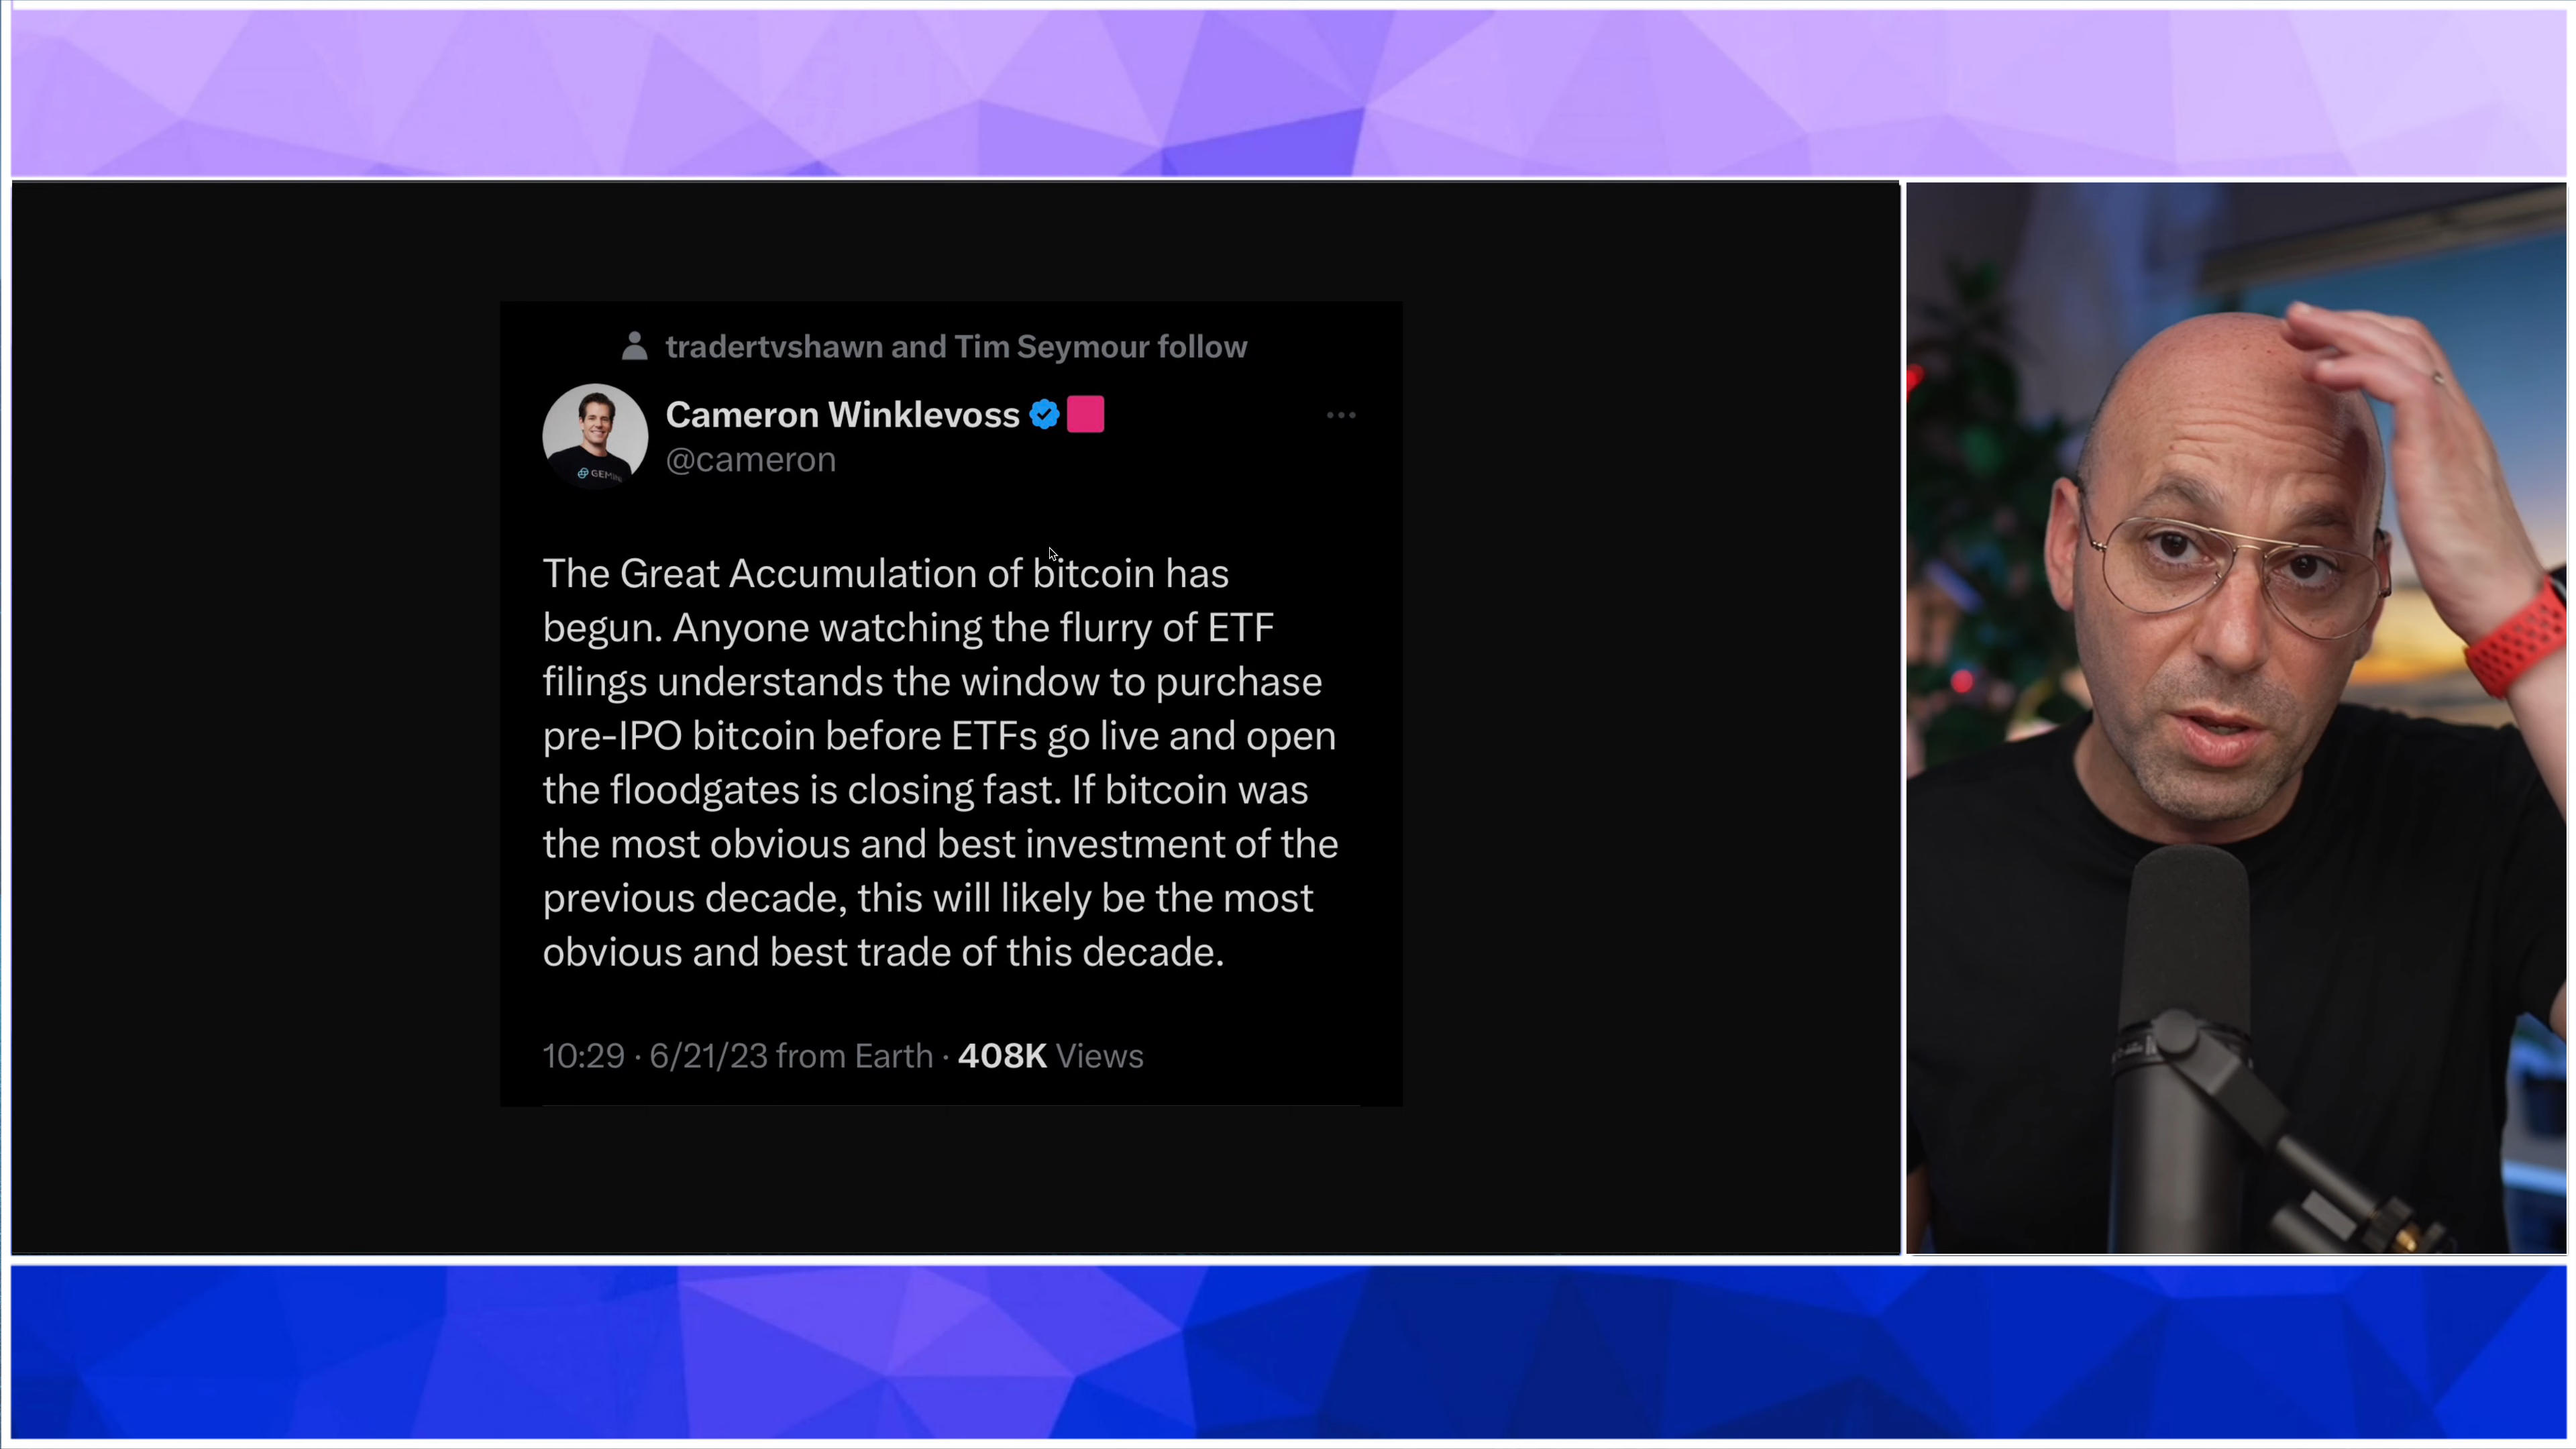 tradertvshawn and Tim Seymour follow
Cameron Winklevoss
@cameron
GEMINI
The Great Accumulation of bitcoin has
begun. Anyone watching the flurry of ETF
filings understands the window to purchase
pre-IPO bitcoin before ETFs go live and open
the floodgates is closing fast. If bitcoin was
the most obvious and best investment of the
previous decade, this will likely be the most
obvious and best trade of this decade.
10:29 · 6/21/23 from Earth · 408K Views